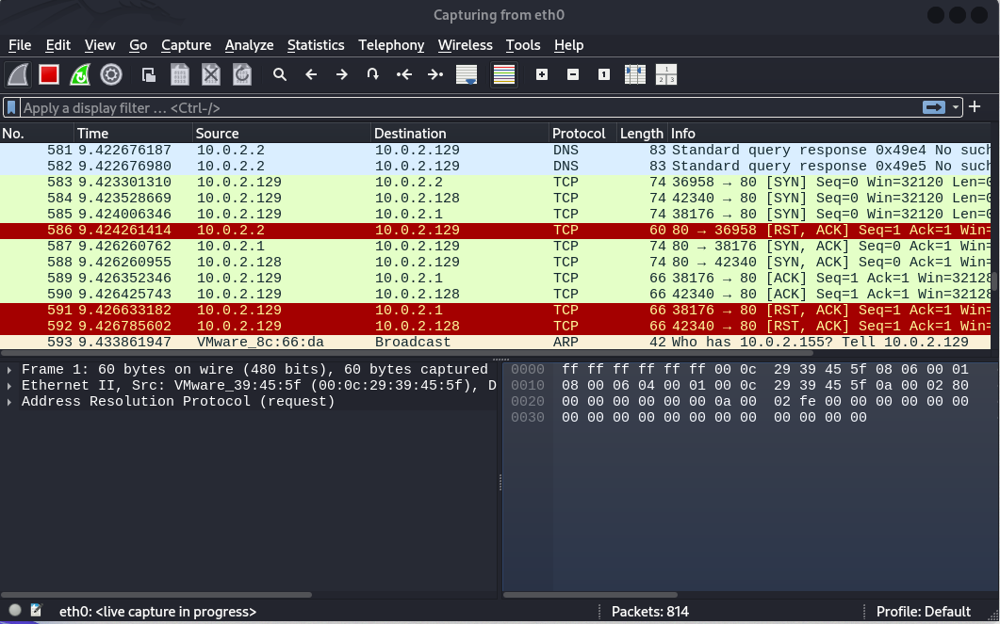 Capturing from eth0
File Edit View Go Capture Analyze Statistics Telephony Wireless Tools Help
Apply a display filter … <Ctrl-/>
No. Time Source Destination Protocol Length Info
581 9.422676187 10.0.2.2 10.0.2.129 DNS 83 Standard query response 0x49e4 No such
582 9.422676980 10.0.2.2 10.0.2.129 DNS 83 Standard query response 0x49e5 No such
583 9.423301310 10.0.2.129 10.0.2.2 TCP 74 36958 → 80 [SYN] Seq=0 Win=32120 Len=0
584 9.423528669 10.0.2.129 10.0.2.128 TCP 74 42340 → 80 [SYN] Seq=0 Win=32120 Len=0
585 9.424006346 10.0.2.129 10.0.2.1 TCP 74 38176 → 80 [SYN] Seq=0 Win=32120 Len=0
586 9.424261414 10.0.2.2 10.0.2.129 TCP 60 80 → 36958 [RST, ACK] Seq=1 Ack=1 Win=
587 9.426260762 10.0.2.1 10.0.2.129 TCP 74 80 → 38176 [SYN, ACK] Seq=0 Ack=1 Win=
588 9.426260955 10.0.2.128 10.0.2.129 TCP 74 80 → 42340 [SYN, ACK] Seq=0 Ack=1 Win=
589 9.426352346 10.0.2.129 10.0.2.1 TCP 66 38176 → 80 [ACK] Seq=1 Ack=1 Win=32128
590 9.426425743 10.0.2.129 10.0.2.128 TCP 66 42340 → 80 [ACK] Seq=1 Ack=1 Win=32128
591 9.426633182 10.0.2.129 10.0.2.1 TCP 66 38176 → 80 [RST, ACK] Seq=1 Ack=1 Win=
592 9.426785602 10.0.2.129 10.0.2.128 TCP 66 42340 → 80 [RST, ACK] Seq=1 Ack=1 Win=
593 9.433861947 VMware_8c:66:da Broadcast ARP 42 Who has 10.0.2.155? Tell 10.0.2.129
Frame 1: 60 bytes on wire (480 bits), 60 bytes captured
Ethernet II, Src: VMware_39:45:5f (00:0c:29:39:45:5f), D
Address Resolution Protocol (request)
0000 ff ff ff ff ff ff 00 0c 29 39 45 5f 08 06 00 01
0010 08 00 06 04 00 01 00 0c 29 39 45 5f 0a 00 02 80
0020 00 00 00 00 00 00 0a 00 02 fe 00 00 00 00 00 00
0030 00 00 00 00 00 00 00 00 00 00 00 00
eth0: <live capture in progress>
Packets: 814
Profile: Default